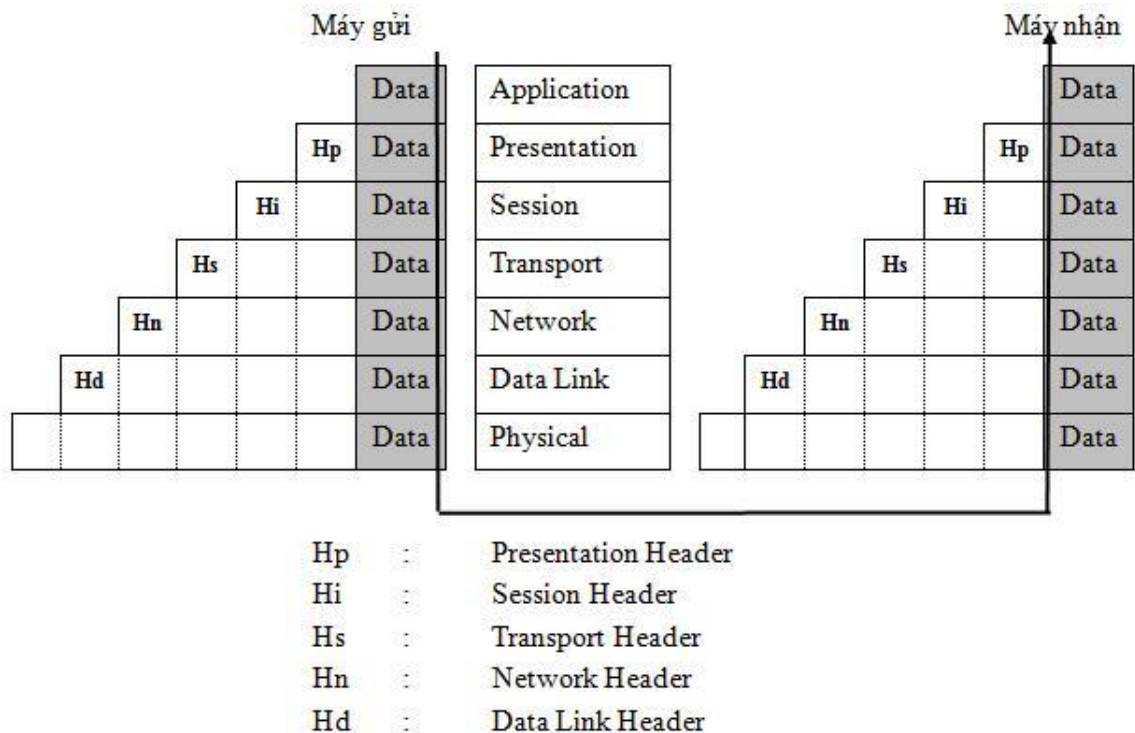 Máy gửi Máy nhận
Data Application Data
Hp Data Presentation Hp Data
Hi Data Session Hi Data
Hs Data Transport Hs Data
Hn Data Network Hn Data
Hd Data Data Link Hd Data
Data Physical Data
Hp : Presentation Header
Hi : Session Header
Hs : Transport Header
Hn : Network Header
Hd : Data Link Header